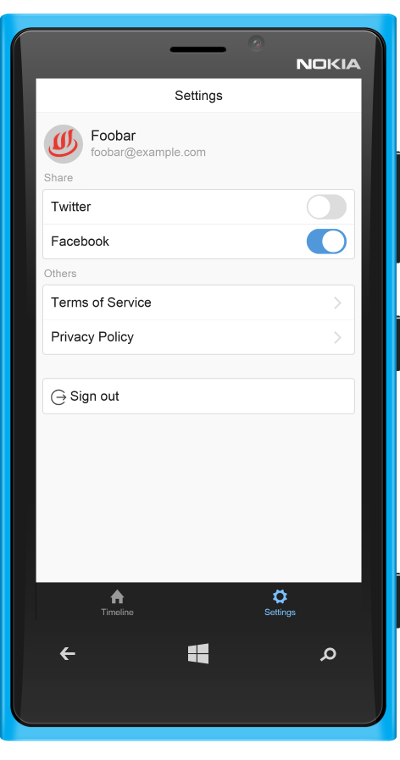 NOKIA
Settings
Foobar
foobar@example.com
Share
Twitter
Facebook
Others
Terms of Service
Privacy Policy
Sign out
Timeline
Settings